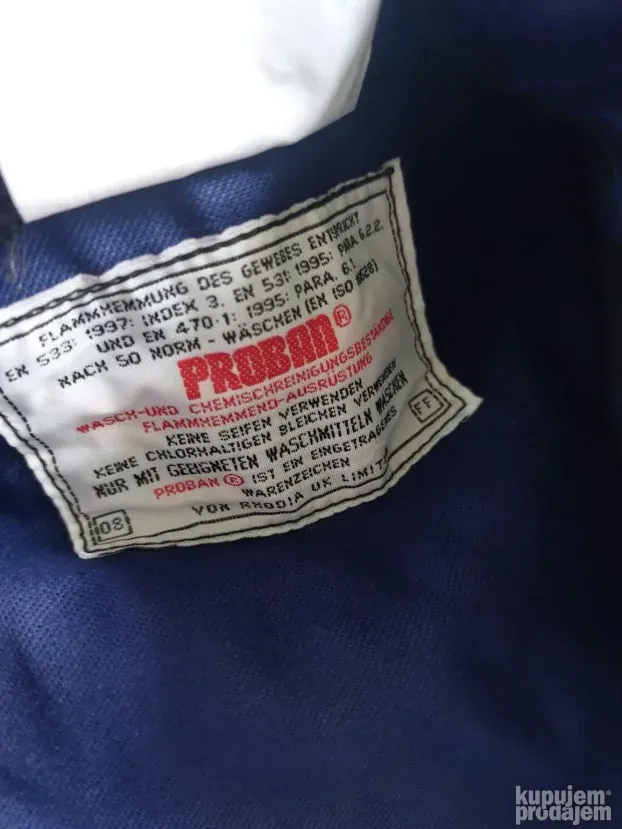 FLAMMHEMMUNG DES GEWEBES ENTSPRICHT
EN 533: 1997: INDEX 3. EN 531: 1995: PARA 6.2.2.
UND EN 470-1: 1995: PARA. 6.1
NACH 50 NORM - WÄSCHEN (EN ISO
PROBAN®
WASCH-UND CHEMISCHREINIGUNGSBESTÄNDIGE
FLAMMHEMMEND-AUSRÜSTUNG
KEINE SEIFEN VERWENDEN
KEINE CHLORHALTIGEN BLEICHEN VERWENDEN
NUR MIT GEEIGNETEN WASCHMITTELN WASCHEN
PROBAN® IST EIN EINGETRAGENES
WARENZEICHEN
VON RHODIA UK LIMITED
08
FF
kupujem
prodajem